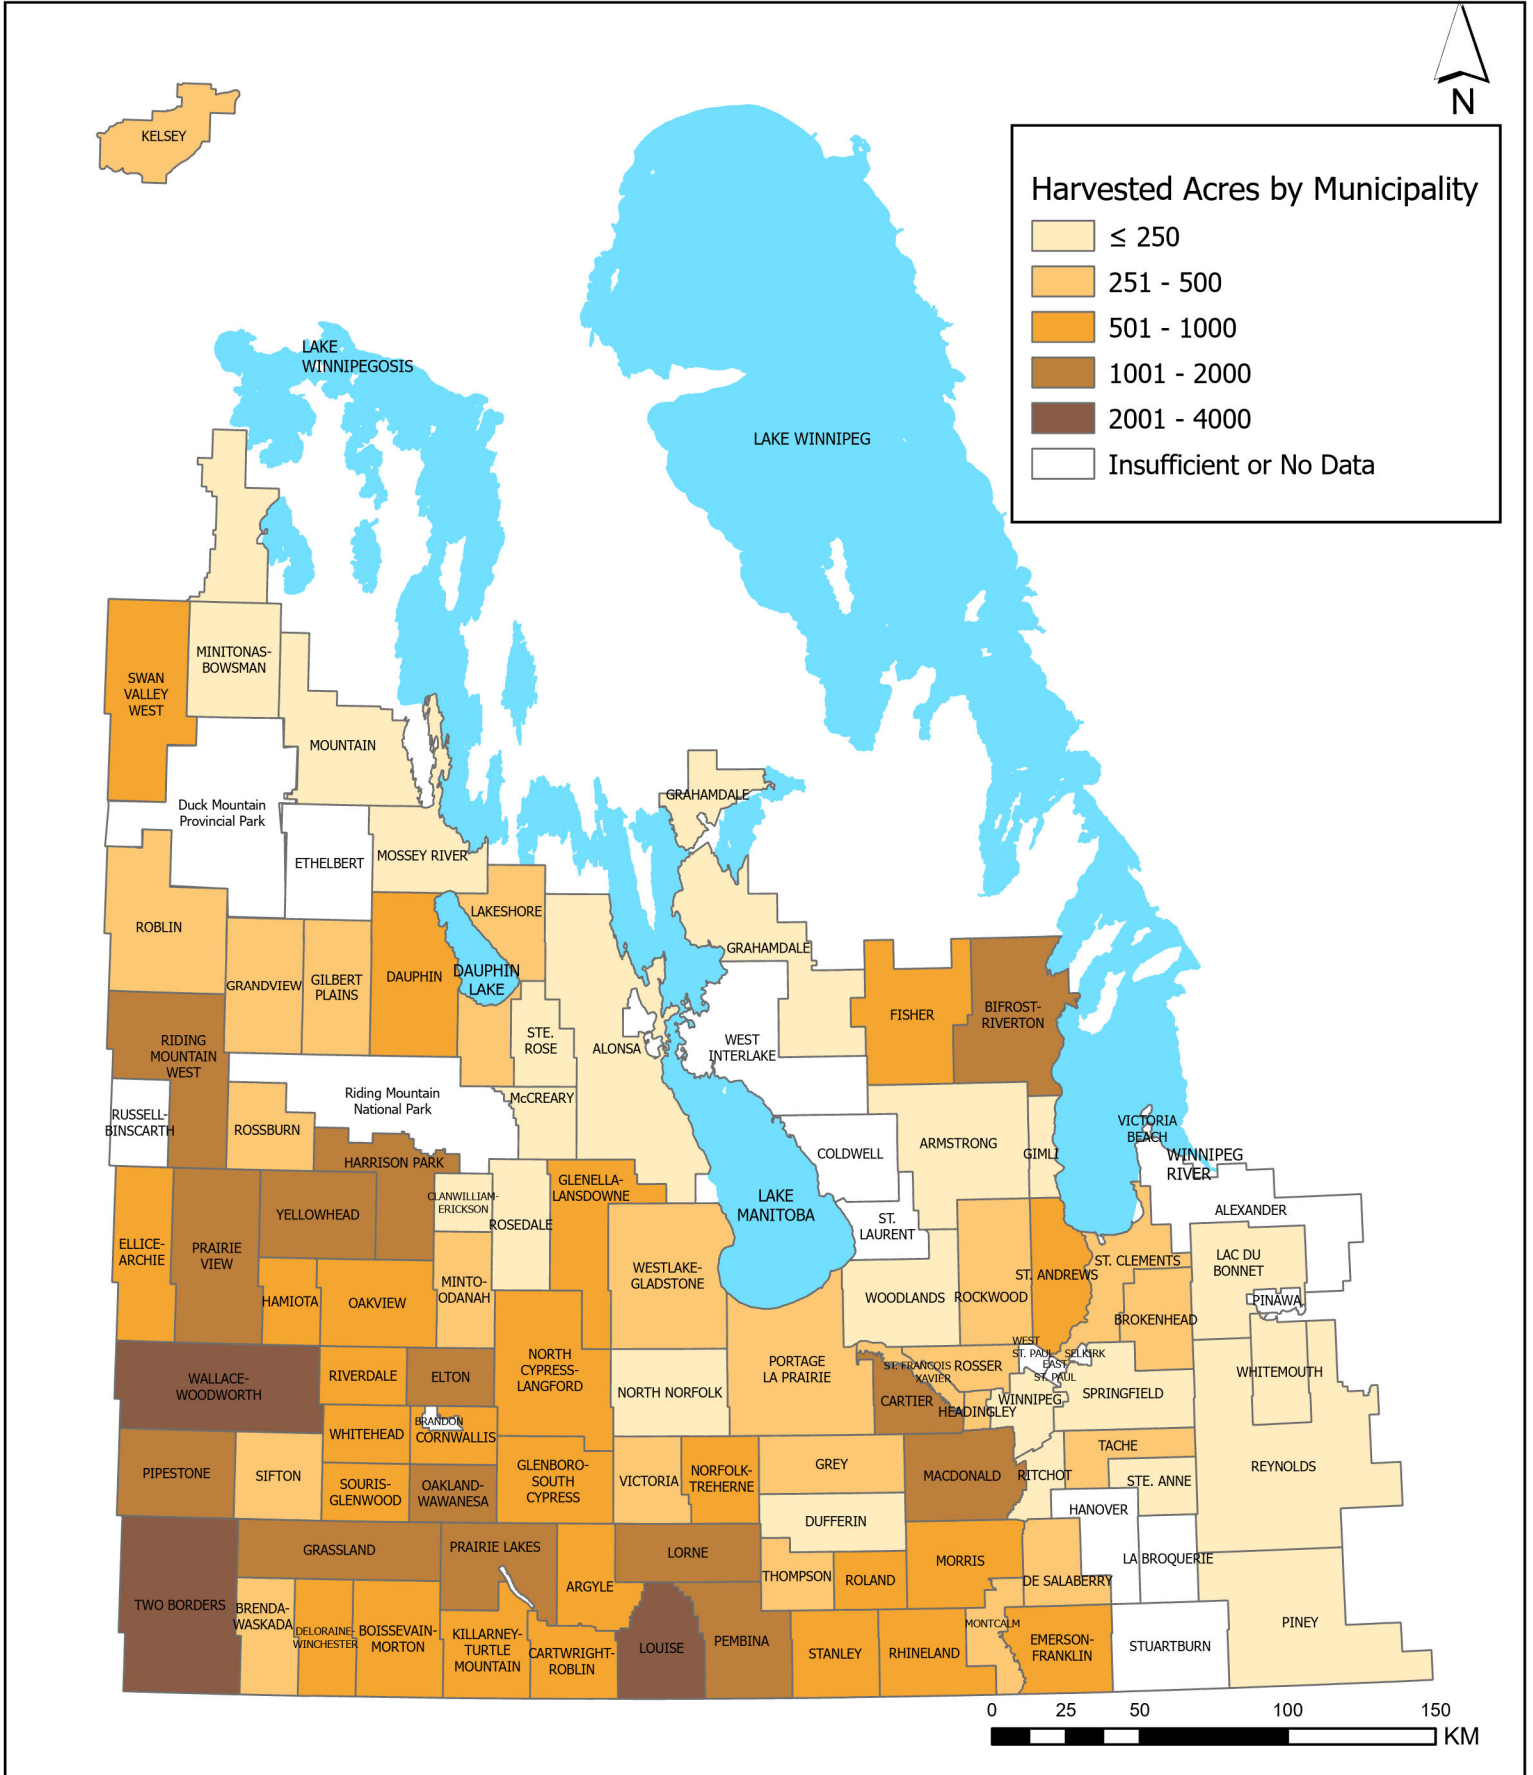 N
Harvested Acres by Municipality
≤ 250
251 - 500
501 - 1000
1001 - 2000
2001 - 4000
Insufficient or No Data
KELSEY
LAKE
WINNIPEGOSIS
LAKE WINNIPEG
MINITONAS-
BOWSMAN
SWAN
VALLEY
WEST
MOUNTAIN
Duck Mountain
Provincial Park
GRAHAMDALE
ETHELBERT
MOSSEY RIVER
ROBLIN
LAKESHORE
GRAHAMDALE
GRANDVIEW
GILBERT
PLAINS
DAUPHIN
DAUPHIN
LAKE
FISHER
BIFROST-
RIVERTON
RIDING
MOUNTAIN
WEST
STE.
ROSE
ALONSA
WEST
INTERLAKE
Riding Mountain
National Park
McCREARY
RUSSELL-
BINSCARTH
ROSSBURN
HARRISON PARK
COLDWELL
ARMSTRONG
GIMLI
VICTORIA
BEACH
WINNIPEG
RIVER
GLENELLA-
LANSDOWNE
CLANWILLIAM-
ERICKSON
ROSEDALE
LAKE
MANITOBA
ST.
LAURENT
ALEXANDER
YELLOWHEAD
ELLICE-
ARCHIE
PRAIRIE
VIEW
WESTLAKE-
GLADSTONE
ST. CLEMENTS
LAC DU
BONNET
ST. ANDREWS
HAMIOTA
OAKVIEW
MINTO-
ODANAH
WOODLANDS
ROCKWOOD
PINAWA
BROKENHEAD
WALLACE-
WOODWORTH
RIVERDALE
ELTON
NORTH
CYPRESS-
LANGFORD
NORTH NORFOLK
PORTAGE
LA PRAIRIE
ST. FRANCOIS
XAVIER
ROSSER
WEST
ST. PAUL
SELKIRK
EAST
ST. PAUL
WHITEMOUTH
SPRINGFIELD
CARTIER
HEADINGLEY
WINNIPEG
BRANDON
WHITEHEAD
CORNWALLIS
TACHE
PIPESTONE
SIFTON
SOURIS-
GLENWOOD
OAKLAND-
WAWANESA
GLENBORO-
SOUTH
CYPRESS
VICTORIA
NORFOLK-
TREHERNE
GREY
MACDONALD
RITCHOT
STE. ANNE
REYNOLDS
HANOVER
DUFFERIN
GRASSLAND
PRAIRIE LAKES
LORNE
ARGYLE
THOMPSON
ROLAND
MORRIS
DE SALABERRY
LA BROQUERIE
TWO BORDERS
BRENDA-
WASKADA
DELORAINE-
WINCHESTER
BOISSEVAIN-
MORTON
KILLARNEY-
TURTLE
MOUNTAIN
CARTWRIGHT-
ROBLIN
LOUISE
PEMBINA
STANLEY
RHINELAND
MONTCALM
EMERSON-
FRANKLIN
STUARTBURN
PINEY
0 25 50 100 150
KM